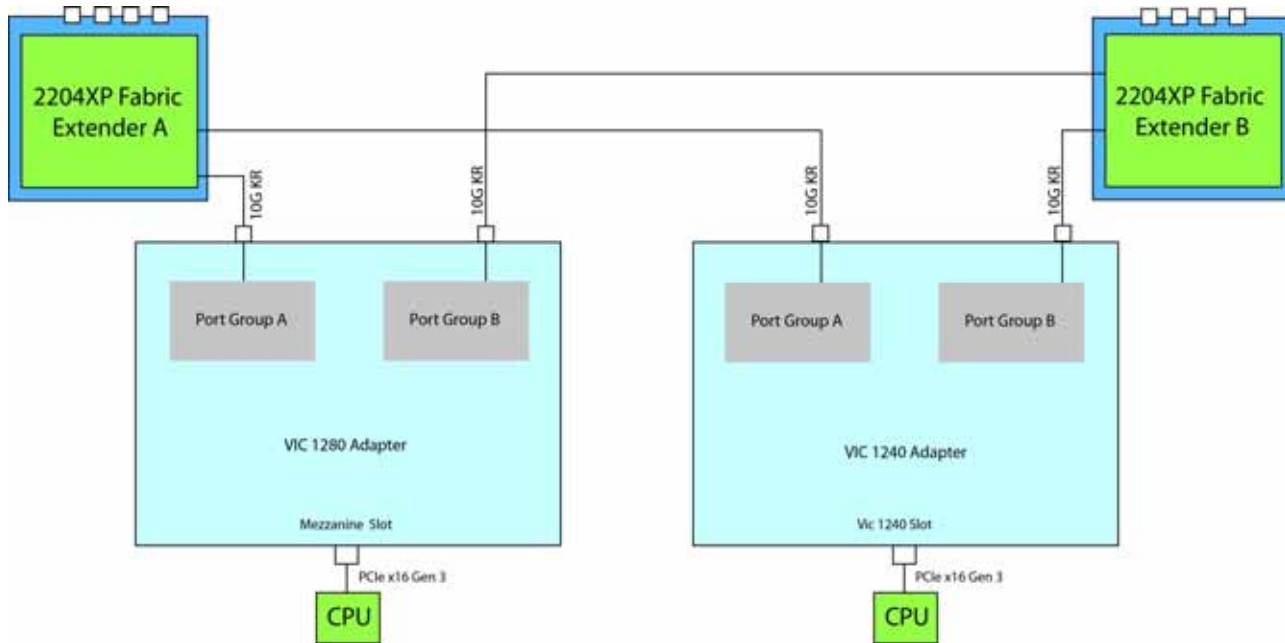 2204XP Fabric
Extender A
2204XP Fabric
Extender B
10G KR
10G KR
10G KR
10G KR
Port Group A
Port Group B
Port Group A
Port Group B
VIC 1280 Adapter
VIC 1240 Adapter
Mezzanine Slot
Vic 1240 Slot
PCIe x16 Gen 3
PCIe x16 Gen 3
CPU
CPU